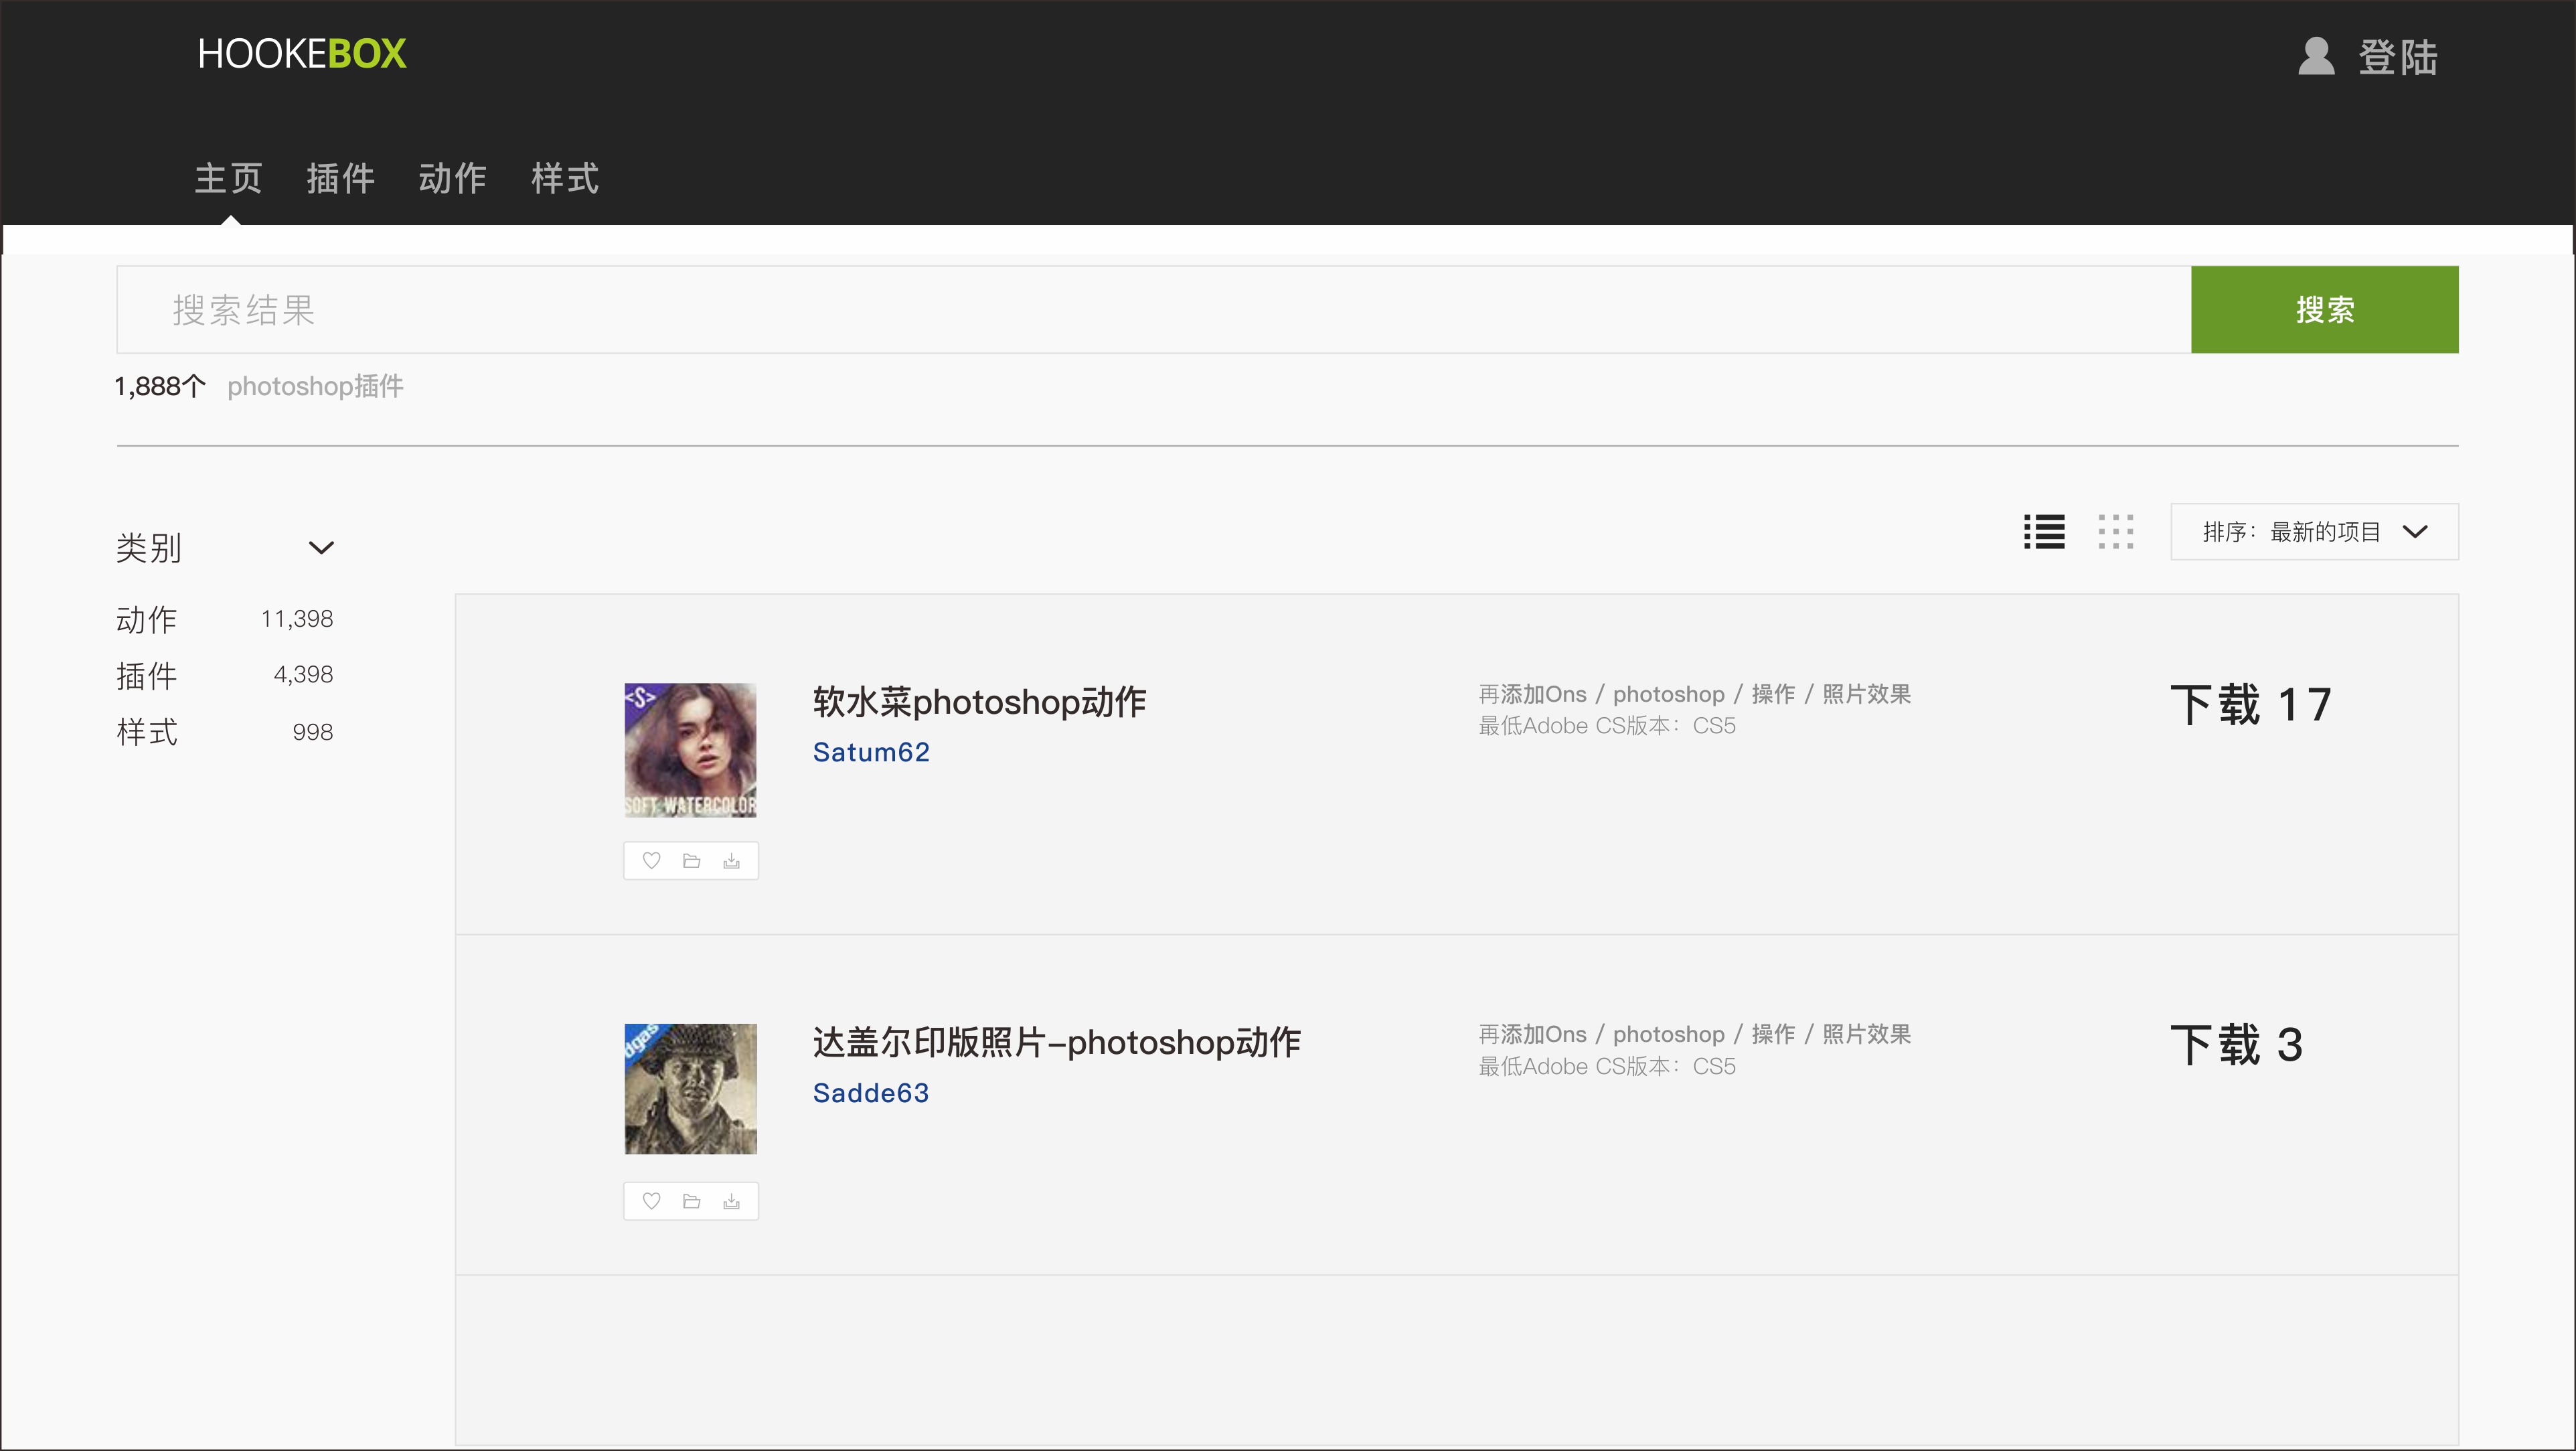 HOOKEBOX
登陆
主页 插件 动作 样式
搜索结果
搜索
1,888个 photoshop插件
排序：最新的项目
类别
动作 11,398
插件 4,398
样式 998
<S>
SOFT WATERCOLOR
软水菜photoshop动作
Satum62
再添加Ons / photoshop / 操作 / 照片效果
最低Adobe CS版本：CS5
下载 17
dgas
达盖尔印版照片–photoshop动作
Sadde63
再添加Ons / photoshop / 操作 / 照片效果
最低Adobe CS版本：CS5
下载 3